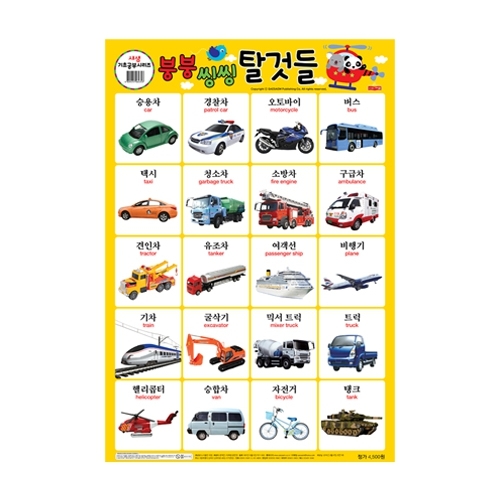 사성
기초공부시리즈
붕붕
씽씽
탈것들
승용차
car
경찰차
patrol car
오토바이
motorcycle
버스
bus
택시
taxi
청소차
garbage truck
소방차
fire engine
구급차
ambulance
견인차
tractor
유조차
tanker
여객선
passenger ship
비행기
plane
기차
train
굴삭기
excavator
믹서 트럭
mixer truck
트럭
truck
헬리콥터
helicopter
승합차
van
자전거
bicycle
탱크
tank
정가 4,500원